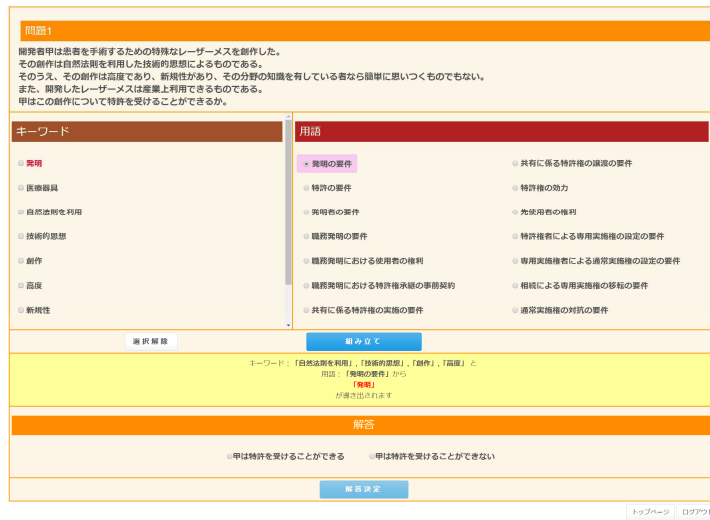 問題1
開発者甲は患者を手術するための特殊なレーザーメスを創作した。
その創作は自然法則を利用した技術的思想によるものである。
そのうえ、その創作は高度であり、新規性があり、その分野の知識を有している者なら簡単に思いつくものでもない。
また、開発したレーザーメスは産業上利用できるものである。
甲はこの創作について特許を受けることができるか。
キーワード
発明
医療器具
自然法則を利用
技術的思想
創作
高度
新規性
用語
発明の要件 共有に係る特許権の譲渡の要件
特許の要件 特許権の効力
発明者の要件 先使用者の権利
職務発明の要件 特許権者による専用実施権の設定の要件
職務発明における使用者の権利 専用実施権者による通常実施権の設定の要件
職務発明における特許権承継の事前契約 相続による専用実施権の移転の要件
共有に係る特許権の実施の要件 通常実施権の対抗の要件
選択解除 組み立て
キーワード：「自然法則を利用」,「技術的思想」,「創作」,「高度」 と
用語：「発明の要件」から
「発明」
が導き出されます
解答
甲は特許を受けることができる 甲は特許を受けることができない
解答決定
トップページ ログアウト